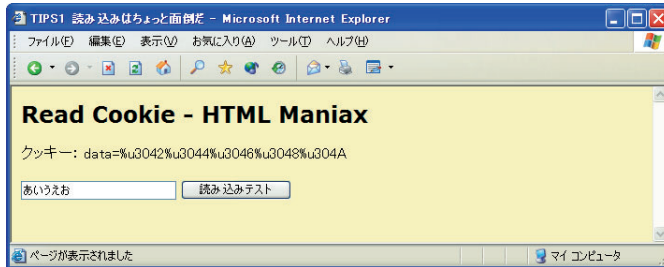 TIPS1 読み込みはちょっと面倒だ - Microsoft Internet Explorer
ファイル(F) 編集(E) 表示(V) お気に入り(A) ツール(T) ヘルプ(H)
Read Cookie - HTML Maniax
クッキー: data=%u3042%u3044%u3046%u3048%u304A
あいうえお 読み込みテスト
ページが表示されました マイ コンピュータ